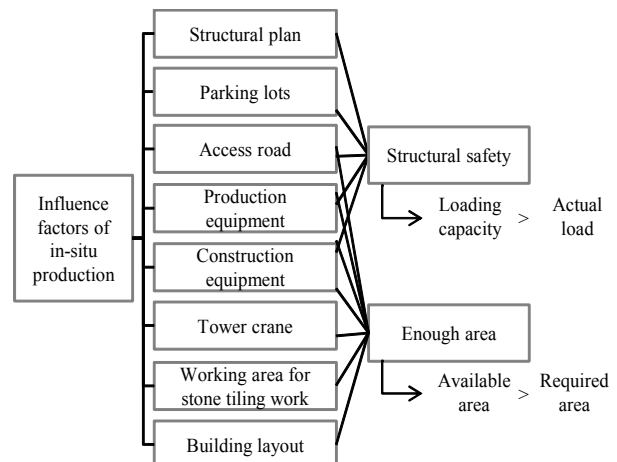 Structural plan
Parking lots
Access road
Production
equipment
Construction
equipment
Tower crane
Working area for
stone tiling work
Building layout
Influence
factors of
in-situ
production
Structural safety
Loading
capacity
>
Actual
load
Enough area
Available
area
>
Required
area